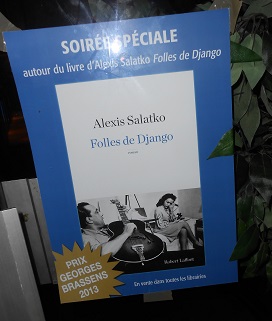 SOIRÉE SPÉCIALE
autour du livre d'Alexis Salatko Folles de Django
Alexis Salatko
Folles de Django
roman
Robert Laffont
PRIX
GEORGES
BRASSENS
2013
En vente dans toutes les librairies